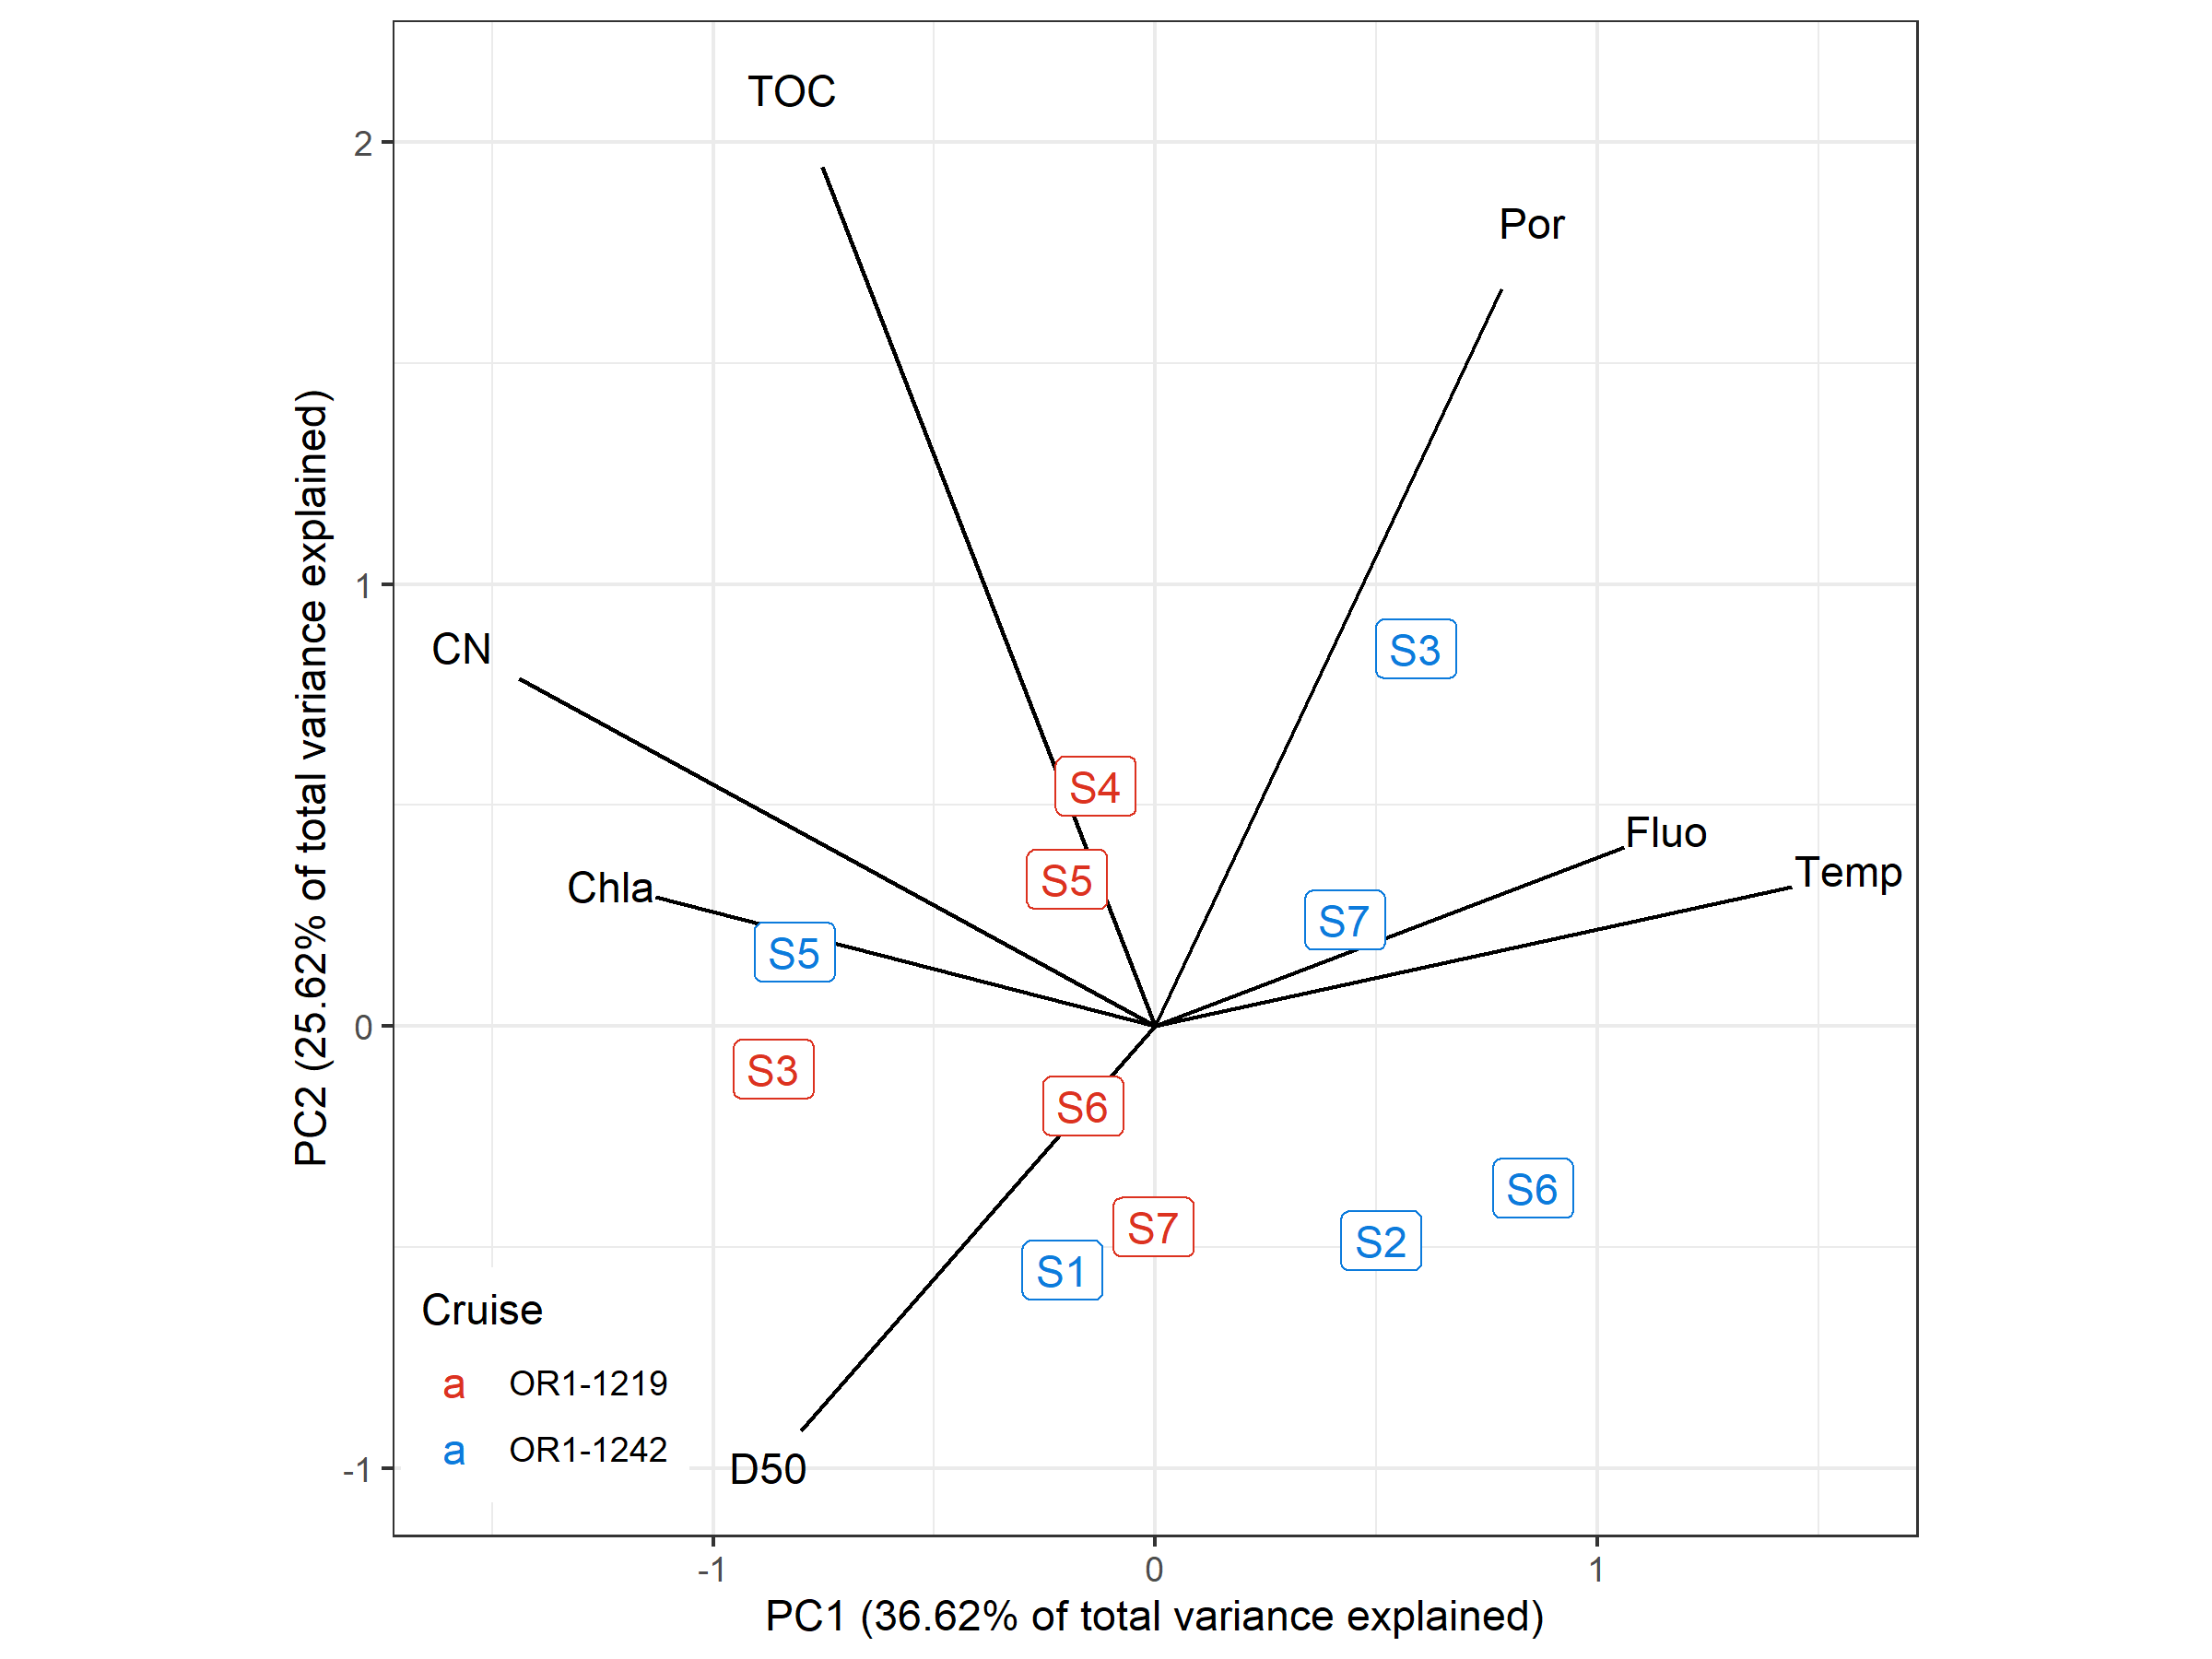 TOC
2
Por
PC2 (25.62% of total variance explained)
1
CN
S3
S4
Fluo
Temp
Chla
S5
S7
S5
0
S3
S6
S6
S7
S2
S1
Cruise
a OR1-1219
a OR1-1242
D50
-1
-1
0
1
PC1 (36.62% of total variance explained)